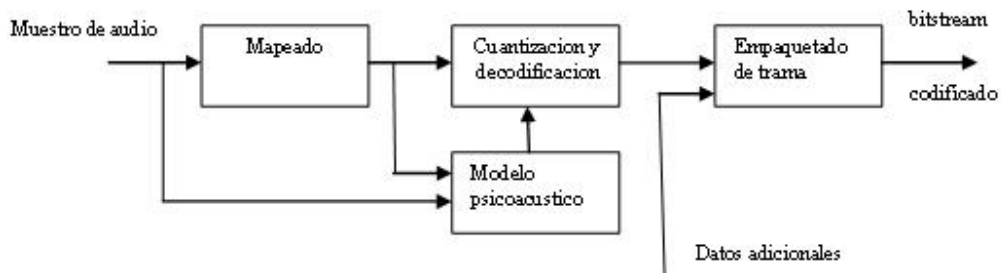 Muestro de audio
Mapeado
Cuantizacion y
decodificacion
Empaquetado
de trama
bitstream
codificado
Modelo
psicoacustico
Datos adicionales